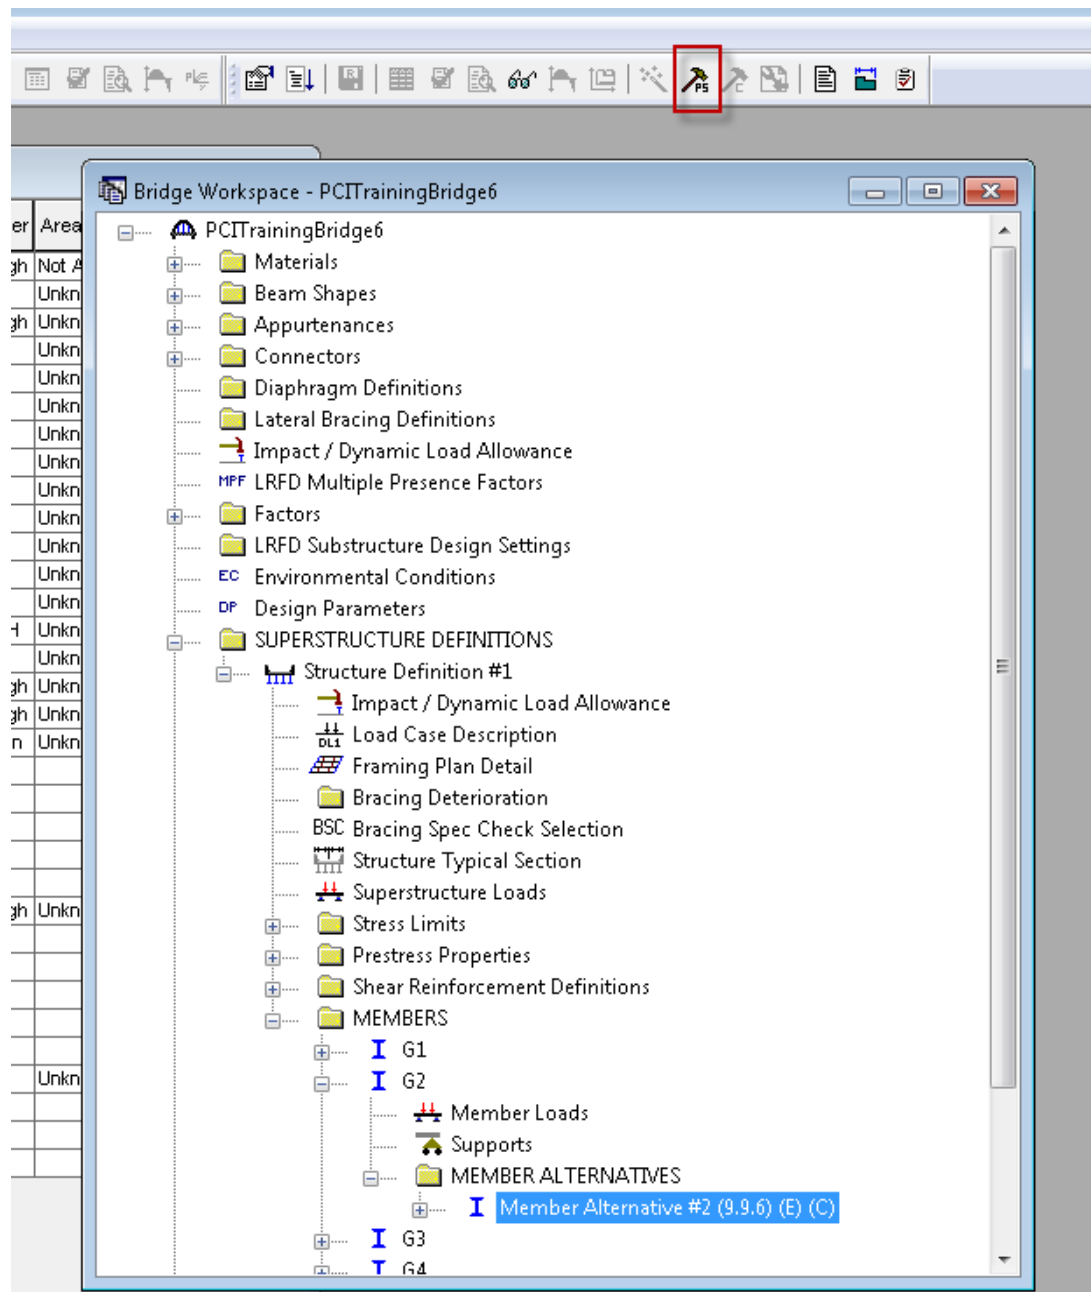 PS
er Area
gh Not A
Unkn
gh Unkn
Unkn
Unkn
Unkn
Unkn
Unkn
Unkn
Unkn
Unkn
Unkn
Unkn
H Unkn
Unkn
gh Unkn
gh Unkn
n Unkn
gh Unkn
Unkn
Bridge Workspace - PCITrainingBridge6
PCITrainingBridge6
Materials
Beam Shapes
Appurtenances
Connectors
Diaphragm Definitions
Lateral Bracing Definitions
Impact / Dynamic Load Allowance
MPF LRFD Multiple Presence Factors
Factors
LRFD Substructure Design Settings
EC Environmental Conditions
DP Design Parameters
SUPERSTRUCTURE DEFINITIONS
Structure Definition #1
Impact / Dynamic Load Allowance
DL1 Load Case Description
Framing Plan Detail
Bracing Deterioration
BSC Bracing Spec Check Selection
Structure Typical Section
Superstructure Loads
Stress Limits
Prestress Properties
Shear Reinforcement Definitions
MEMBERS
G1
G2
Member Loads
Supports
MEMBER ALTERNATIVES
Member Alternative #2 (9.9.6) (E) (C)
G3
G4